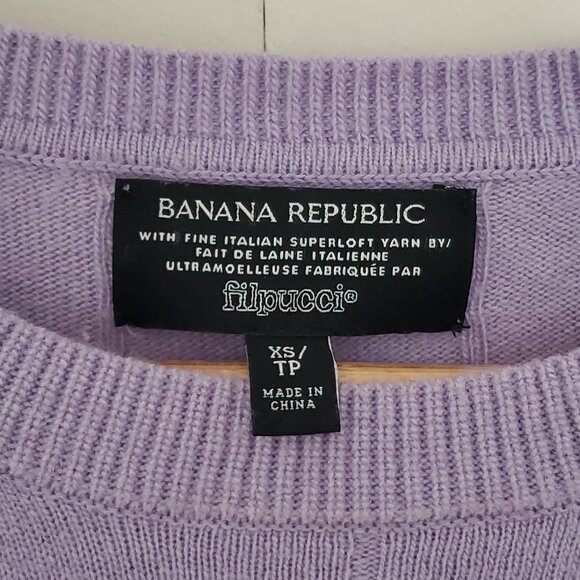 BANANA REPUBLIC
WITH FINE ITALIAN SUPERLOFT YARN BY/
FAIT DE LAINE ITALIENNE
ULTRAMOELLEUSE FABRIQUÉE PAR
filpucci®
XS/
TP
MADE IN
CHINA